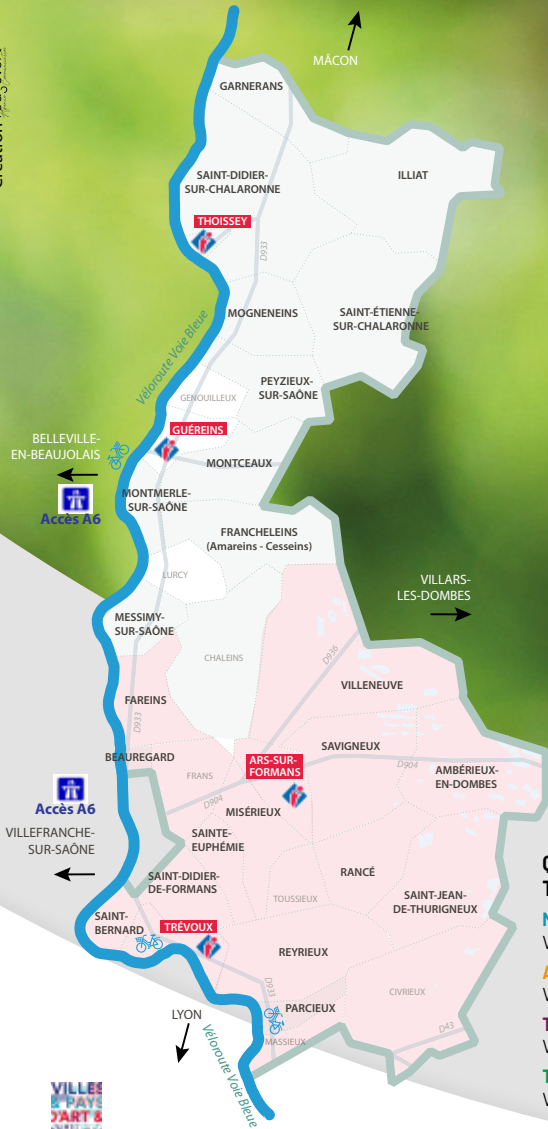 MÂCON
GARNERANS
SAINT-DIDIER-
SUR-CHALARONNE
ILLIAT
THOISSEY
D933
MOGNENEINS
SAINT-ÉTIENNE-
SUR-CHALARONNE
Véloroute Voie Bleue
PEYZIEUX-
SUR-SAÔNE
GENOUILLEUX
GUÉREINS
BELLEVILLE-
EN-BEAUJOLAIS
MONTCEAUX
Accès A6
MONTMERLE-
SUR-SAÔNE
FRANCHELEINS
(Amareins - Cesseins)
LURCY
VILLARS-
LES-DOMBES
MESSIMY-
SUR-SAÔNE
CHALEINS
D936
VILLENEUVE
FAREINS
D933
SAVIGNEUX
BEAUREGARD
ARS-SUR-
FORMANS
D904
AMBÉRIEUX-
EN-DOMBES
FRANS
D904
Accès A6
MISÉRIEUX
VILLEFRANCHE-
SUR-SAÔNE
SAINTE-
EUPHÉMIE
RANCÉ
SAINT-DIDIER-
DE-FORMANS
TOUSSIEUX
SAINT-JEAN-
DE-THURIGNEUX
SAINT-
BERNARD
TRÉVOUX
REYRIEUX
D933
CIVRIEUX
PARCIEUX
LYON
MASSIEUX
D43
Véloroute Voie Bleue
VILLES
& PAYS
D'ART &